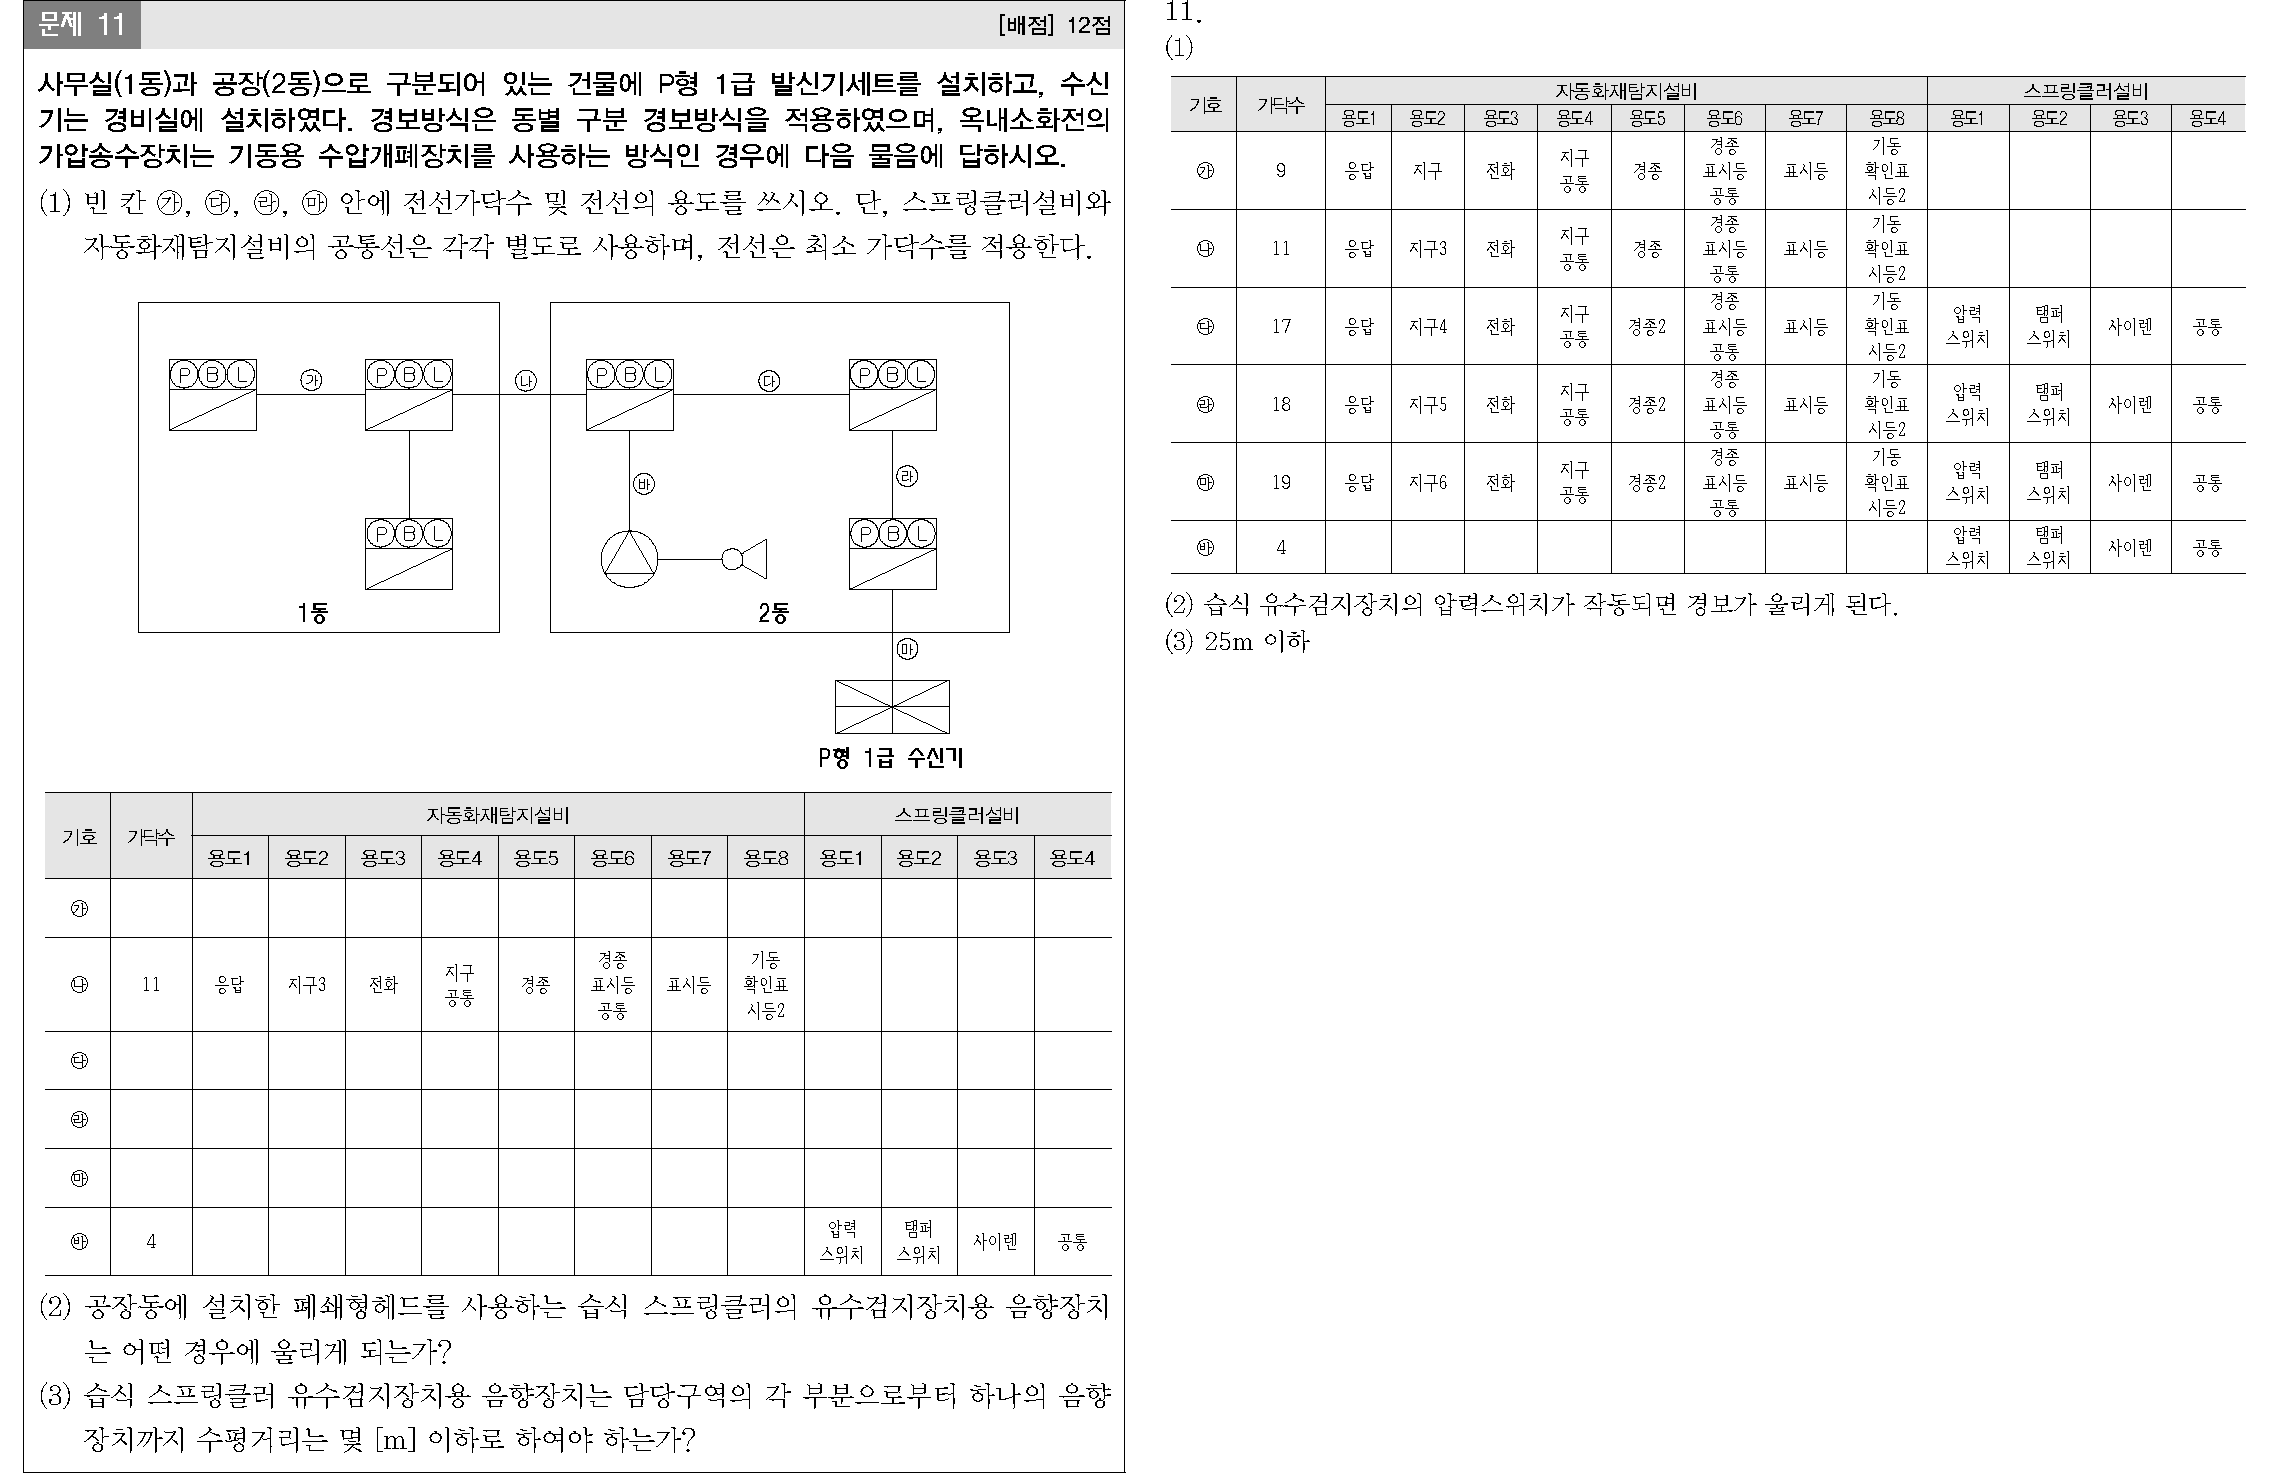 문제 11
[배점] 12점
사무실(1동)과 공장(2동)으로 구분되어 있는 건물에 P형 1급 발신기세트를 설치하고, 수신
기는 경비실에 설치하였다. 경보방식은 동별 구분 경보방식을 적용하였으며, 옥내소화전의
가압송수장치는 기동용 수압개폐장치를 사용하는 방식인 경우에 다음 물음에 답하시오.
(1) 빈 칸 ㉮, ㉰, ㉱, ㉲ 안에 전선가닥수 및 전선의 용도를 쓰시오. 단, 스프링클러설비와
자동화재탐지설비의 공통선은 각각 별도로 사용하며, 전선은 최소 가닥수를 적용한다.
P B L ㉮ P B L ㉯ P B L ㉰ P B L
㉳ ㉱
P B L P B L
1동 2동
㉲
P형 1급 수신기
기호 가닥수 자동화재탐지설비 스프링클러설비
용도1 용도2 용도3 용도4 용도5 용도6 용도7 용도8 용도1 용도2 용도3 용도4
㉮
㉯ 11 응답 지구3 전화 지구 공통 경종 경종 표시등 공통 표시등 기동 확인표 시등2
㉰
㉱
㉲
㉳ 4 압력 스위치 탬퍼 스위치 사이렌 공통
(2) 공장동에 설치한 폐쇄형헤드를 사용하는 습식 스프링클러의 유수검지장치용 음향장치
는 어떤 경우에 울리게 되는가?
(3) 습식 스프링클러 유수검지장치용 음향장치는 담당구역의 각 부분으로부터 하나의 음향
장치까지 수평거리는 몇 [m] 이하로 하여야 하는가?
11.
(1)
기호 가닥수 자동화재탐지설비 스프링클러설비
용도1 용도2 용도3 용도4 용도5 용도6 용도7 용도8 용도1 용도2 용도3 용도4
㉮ 9 응답 지구 전화 지구 공통 경종 경종 표시등 공통 표시등 기동 확인표 시등2
㉯ 11 응답 지구3 전화 지구 공통 경종 경종 표시등 공통 표시등 기동 확인표 시등2
㉰ 17 응답 지구4 전화 지구 공통 경종2 경종 표시등 공통 표시등 기동 확인표 시등2 압력 스위치 탬퍼 스위치 사이렌 공통
㉱ 18 응답 지구5 전화 지구 공통 경종2 경종 표시등 공통 표시등 기동 확인표 시등2 압력 스위치 탬퍼 스위치 사이렌 공통
㉲ 19 응답 지구6 전화 지구 공통 경종2 경종 표시등 공통 표시등 기동 확인표 시등2 압력 스위치 탬퍼 스위치 사이렌 공통
㉳ 4 압력 스위치 탬퍼 스위치 사이렌 공통
(2) 습식 유수검지장치의 압력스위치가 작동되면 경보가 울리게 된다.
(3) 25m 이하